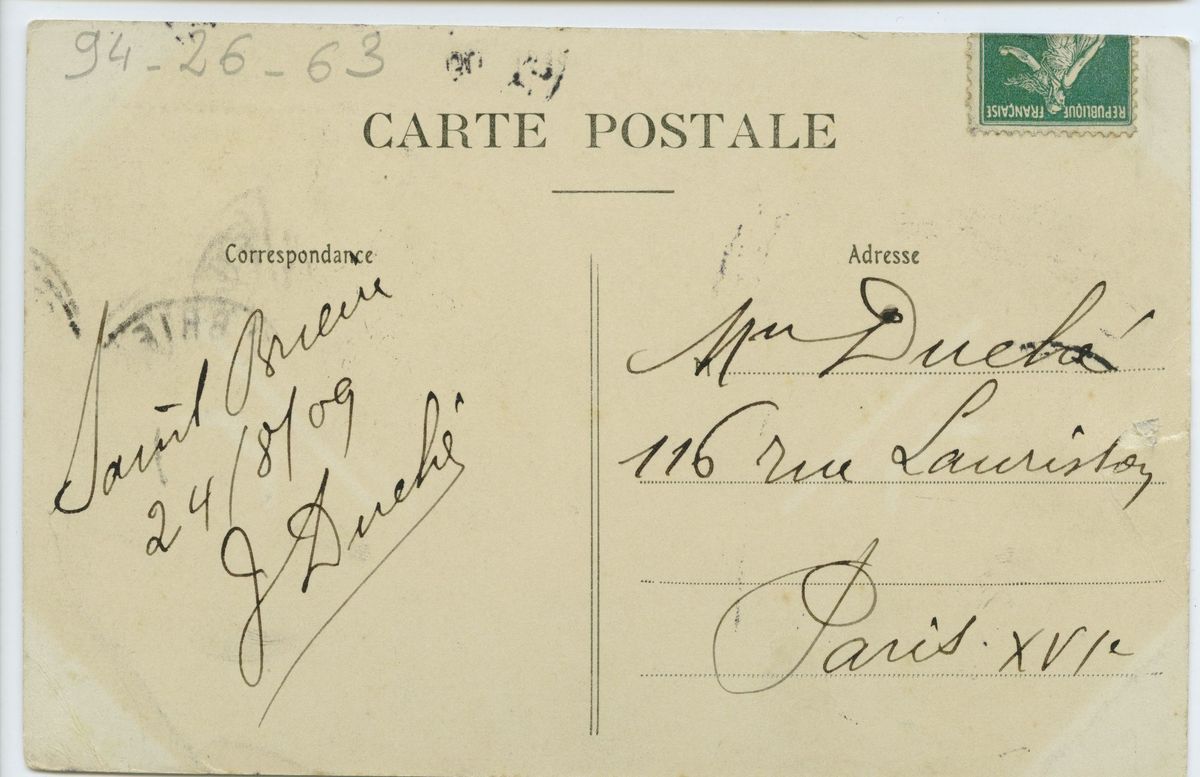 94-26-63
CARTE POSTALE
RÉPUBLIQUE FRANÇAISE
Correspondance
Saint Brieuc
24/8/09
J Duché
Adresse
Mme Duché
116 rue Lauriston
Paris. XVIe